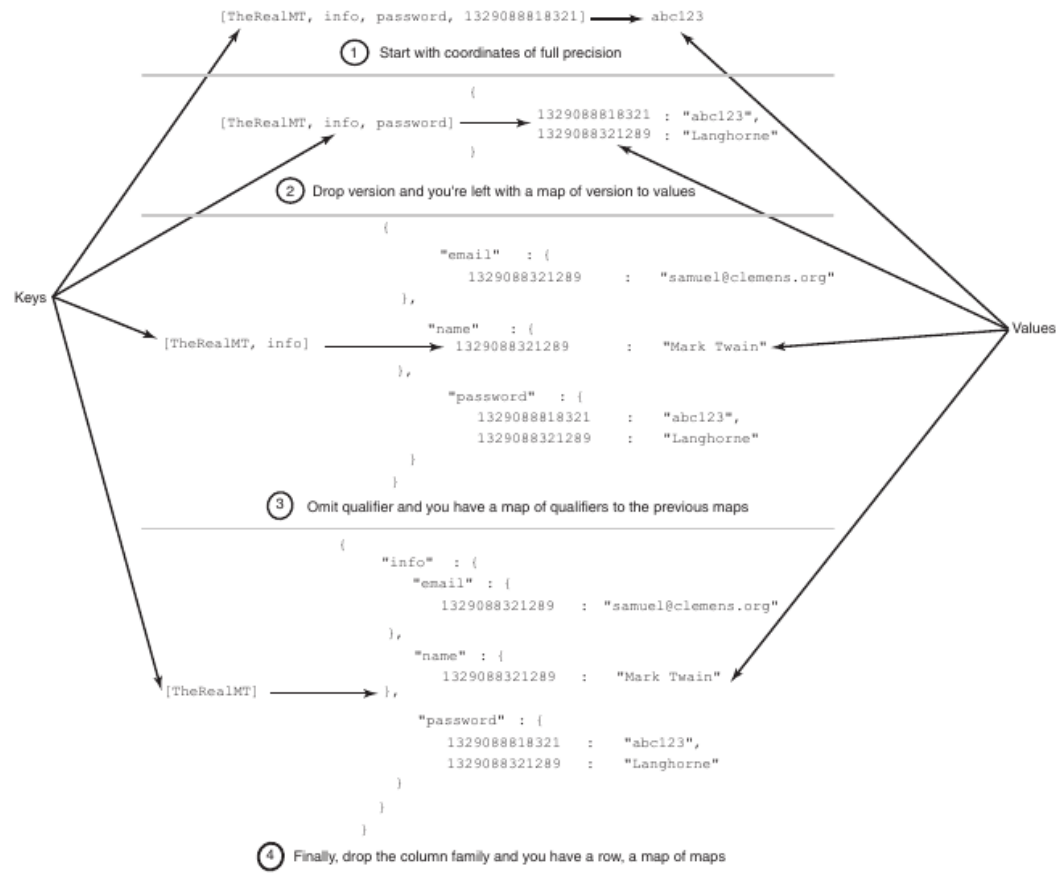 [TheRealMT, info, password, 1329088818321] abc123
1 Start with coordinates of full precision
{
[TheRealMT, info, password] 1329088818321 : "abc123",
1329088321289 : "Langhorne"
}
2 Drop version and you're left with a map of version to values
{
"email" : {
1329088321289 : "samuel@clemens.org"
},
Keys
Values
"name" : {
[TheRealMT, info] 1329088321289 : "Mark Twain"
},
"password" : {
1329088818321 : "abc123",
1329088321289 : "Langhorne"
}
}
3 Omit qualifier and you have a map of qualifiers to the previous maps
{
"info" : {
"email" : {
1329088321289 : "samuel@clemens.org"
},
"name" : {
1329088321289 : "Mark Twain"
[TheRealMT] },
"password" : {
1329088818321 : "abc123",
1329088321289 : "Langhorne"
}
}
}
4 Finally, drop the column family and you have a row, a map of maps